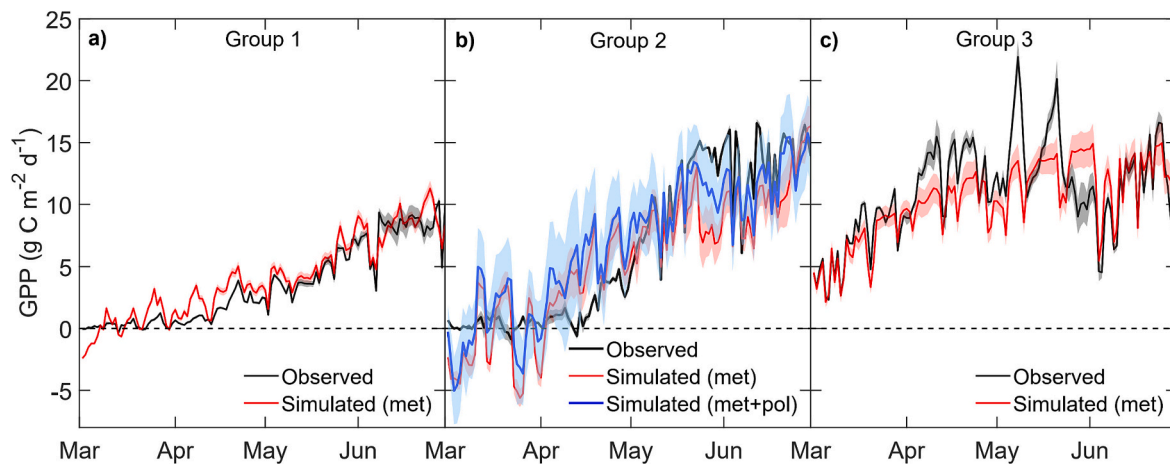 25
20
15
10
5
0
-5
GPP (g C m⁻² d⁻¹)
a) Group 1
Observed
Simulated (met)
b) Group 2
Observed
Simulated (met)
Simulated (met+pol)
c) Group 3
Observed
Simulated (met)
Mar Apr May Jun Mar Apr May Jun Mar Apr May Jun